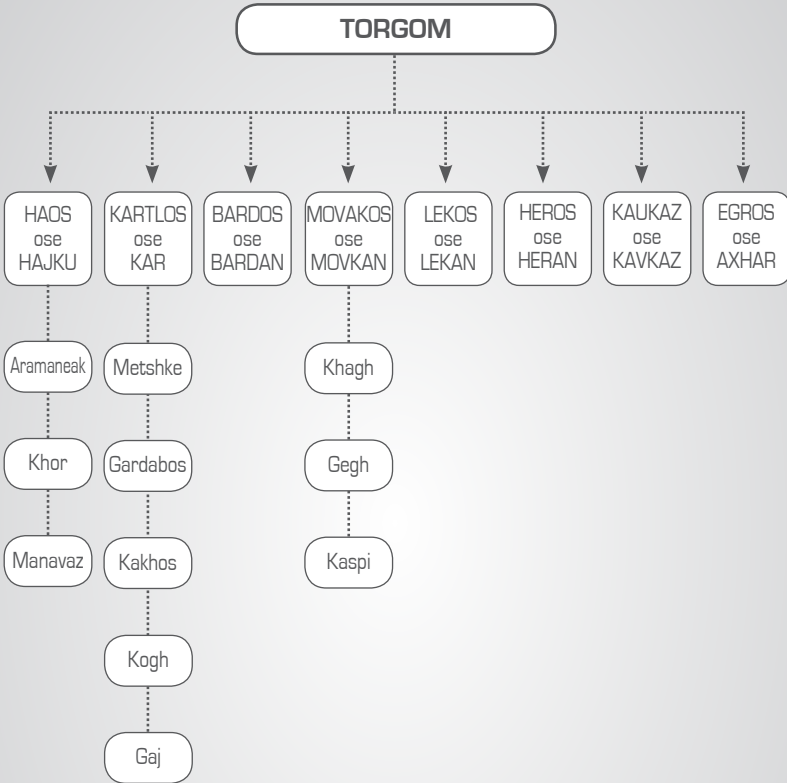 TORGOM
HAOS
ose
HAJKU
KARTLOS
ose
KAR
BARDOS
ose
BARDAN
MOVAKOS
ose
MOVKAN
LEKOS
ose
LEKAN
HEROS
ose
HERAN
KAUKAZ
ose
KAVKAZ
EGROS
ose
AXHAR
Aramaneak
Khor
Manavaz
Metshke
Gardabos
Kakhos
Kogh
Gaj
Khagh
Gegh
Kaspi